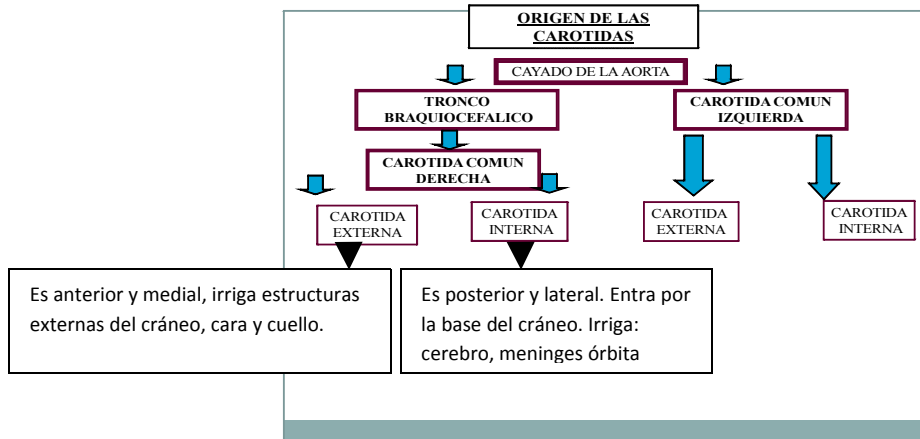 ORIGEN DE LAS
CAROTIDAS
CAYADO DE LA AORTA
TRONCO
BRAQUIOCEFALICO
CAROTIDA COMUN
IZQUIERDA
CAROTIDA COMUN
DERECHA
CAROTIDA
EXTERNA
CAROTIDA
INTERNA
CAROTIDA
EXTERNA
CAROTIDA
INTERNA
Es anterior y medial, irriga estructuras
externas del cráneo, cara y cuello.
Es posterior y lateral. Entra por
la base del cráneo. Irriga:
cerebro, meninges órbita